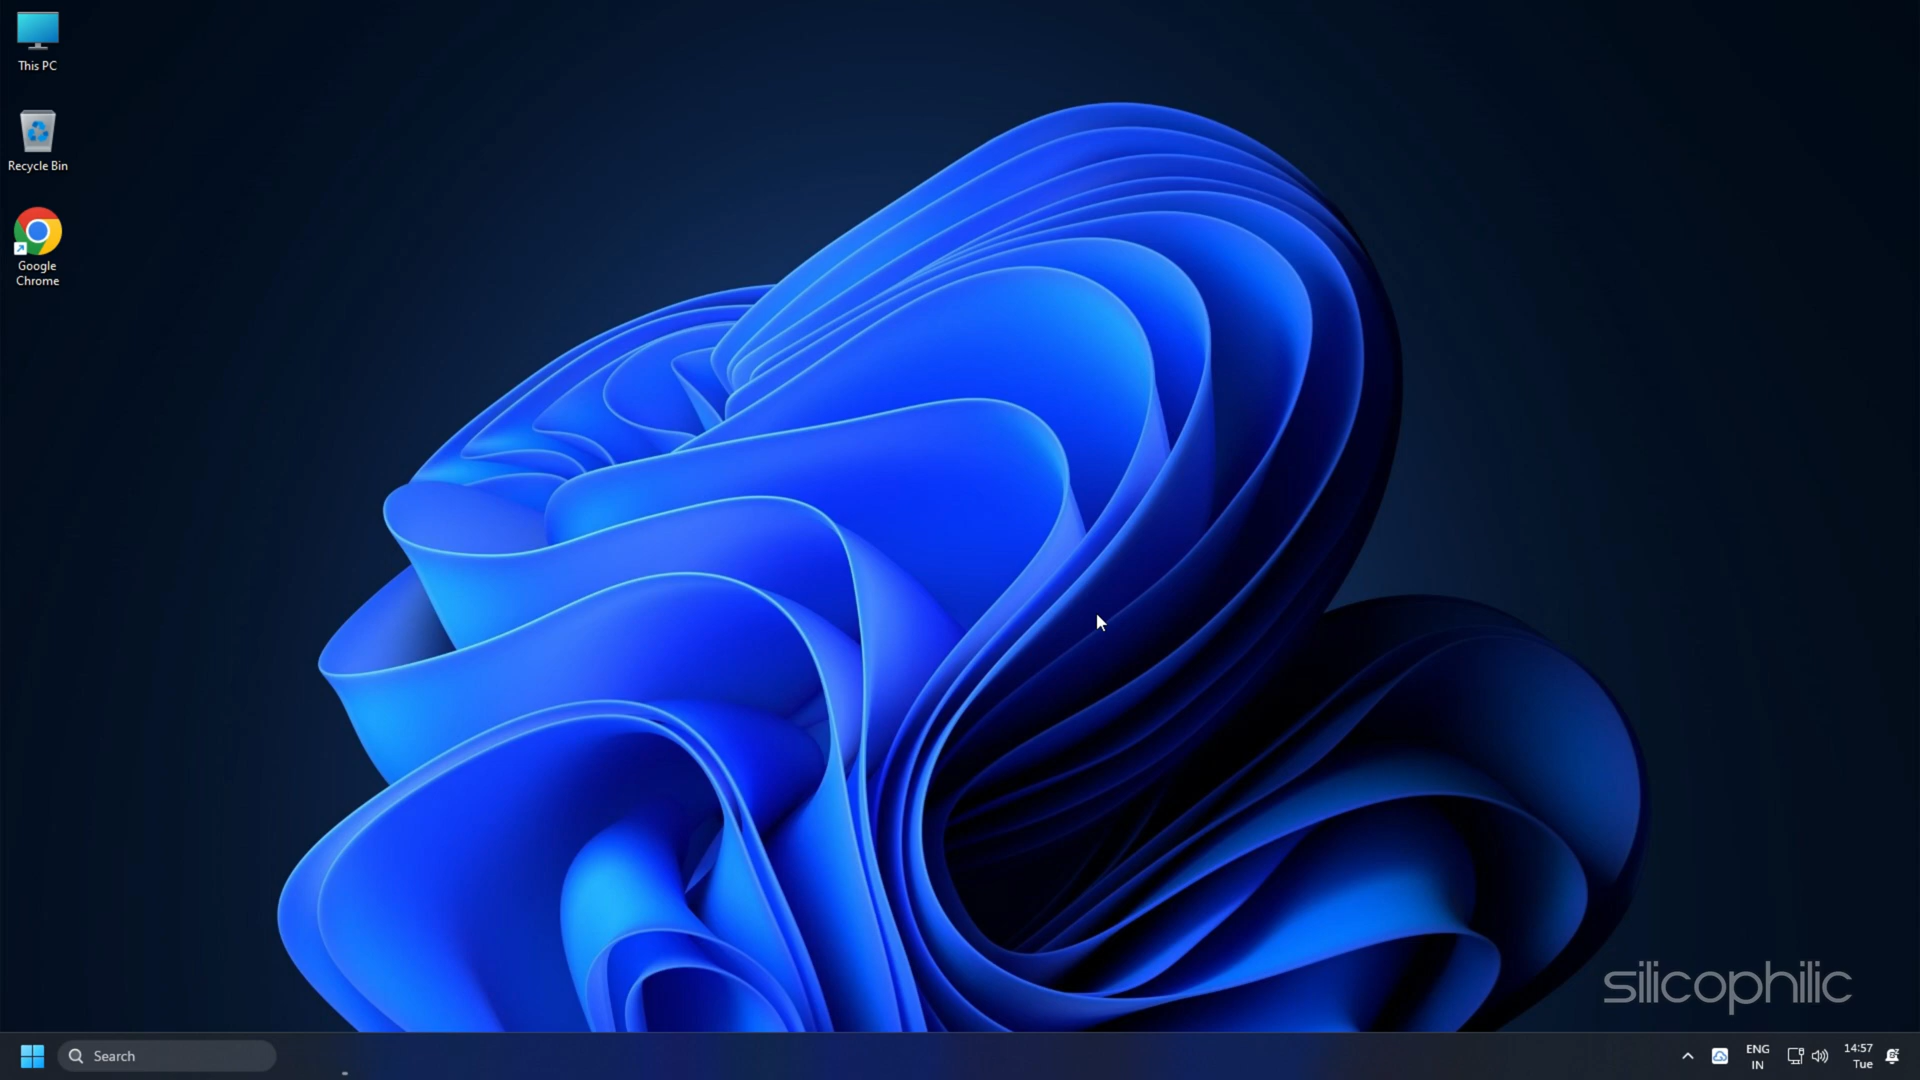 This PC
Recycle Bin
Google
Chrome
silicophilic
Search
ENG
IN
14:57
Tue